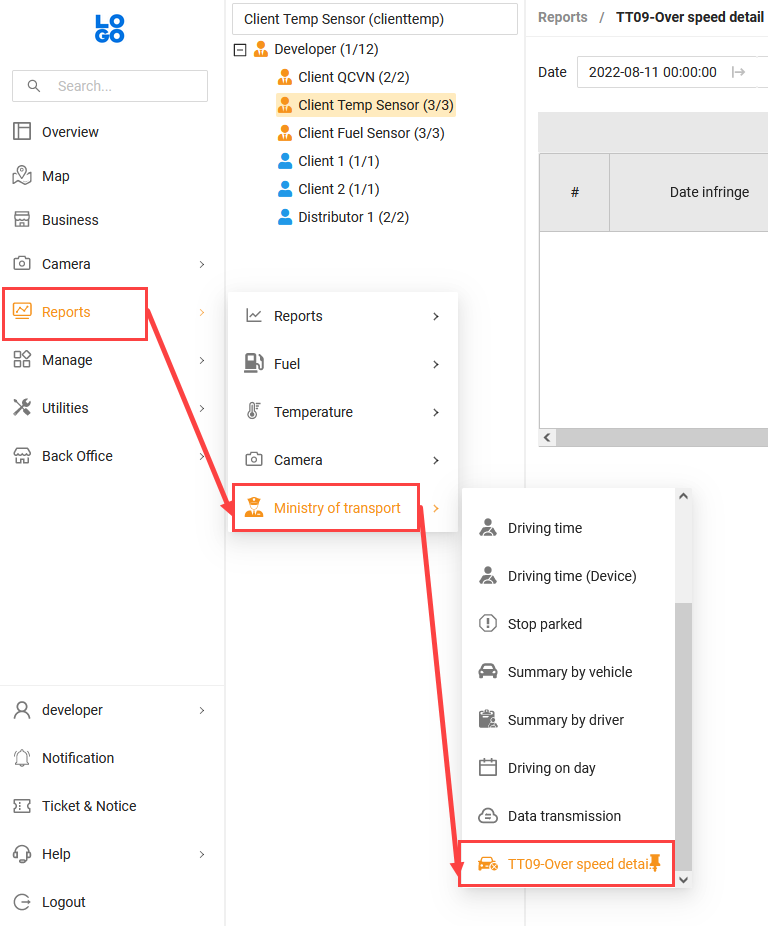 LO
GO
Search...
Overview
Map
Business
Camera
Reports
Manage
Utilities
Back Office
developer
Notification
Ticket & Notice
Help
Logout
Client Temp Sensor (clienttemp)
Developer (1/12)
Client QCVN (2/2)
Client Temp Sensor (3/3)
Client Fuel Sensor (3/3)
Client 1 (1/1)
Client 2 (1/1)
Distributor 1 (2/2)
Reports
Fuel
Temperature
Camera
Ministry of transport
Driving time
Driving time (Device)
Stop parked
Summary by vehicle
Summary by driver
Driving on day
Data transmission
TT09-Over speed detai
Reports / TT09-Over speed detail
Date 2022-08-11 00:00:00
# Date infringe